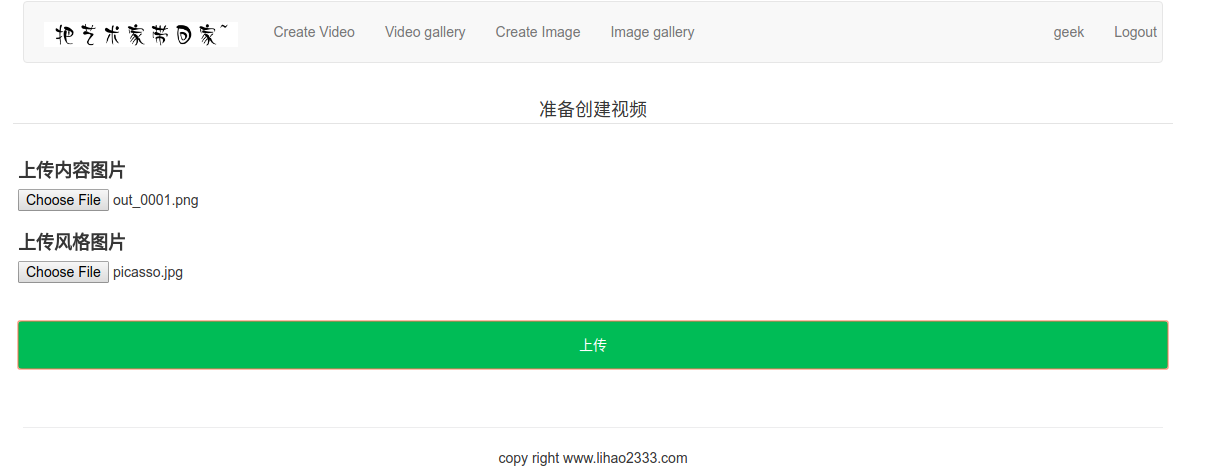 把艺术家带回家~ Create Video Video gallery Create Image Image gallery geek Logout
准备创建视频
上传内容图片
Choose File out_0001.png
上传风格图片
Choose File picasso.jpg
上传
copy right www.lihao2333.com